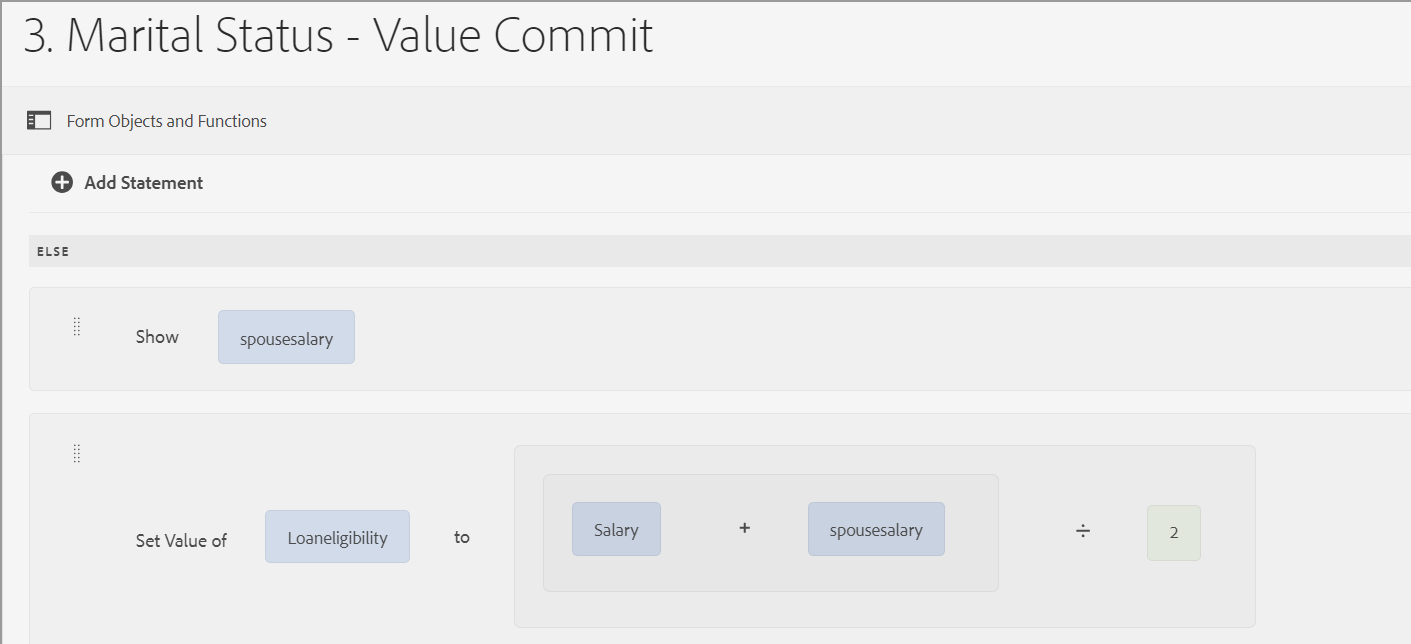 3. Marital Status - Value Commit
Form Objects and Functions
Add Statement
ELSE
Show spousesalary
Set Value of Loaneligibility to Salary + spousesalary ÷ 2